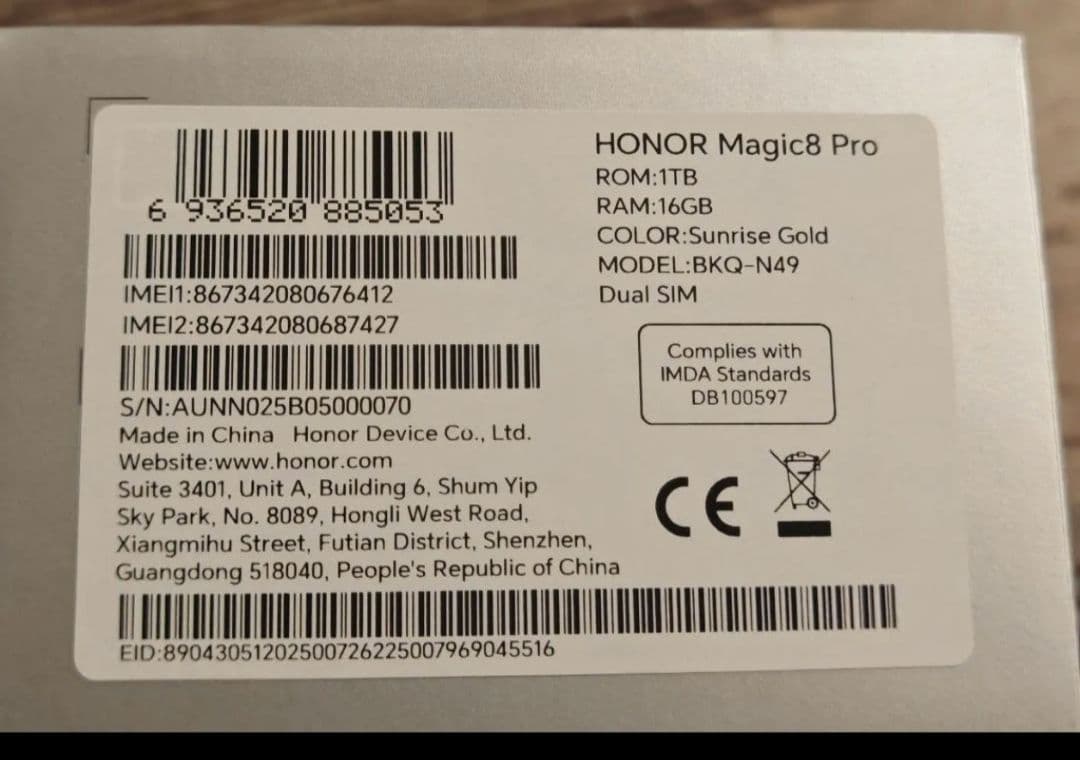 6 936520 885053
IMEI1:867342080676412
IMEI2:867342080687427
S/N:AUNN025B05000070
Made in China Honor Device Co., Ltd.
Website:www.honor.com
Suite 3401, Unit A, Building 6, Shum Yip
Sky Park, No. 8089, Hongli West Road,
Xiangmihu Street, Futian District, Shenzhen,
Guangdong 518040, People's Republic of China
EID:89043051202500726225007969045516
HONOR Magic8 Pro
ROM:1TB
RAM:16GB
COLOR:Sunrise Gold
MODEL:BKQ-N49
Dual SIM
Complies with
IMDA Standards
DB100597
CE